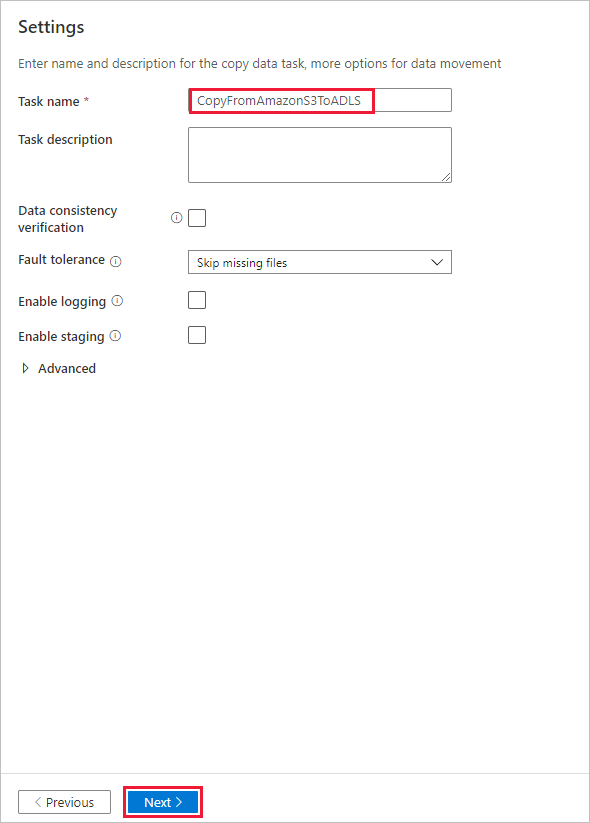 Settings
Enter name and description for the copy data task, more options for data movement
Task name *
CopyFromAmazonS3ToADLS
Task description
Data consistency
verification
Fault tolerance
Skip missing files
Enable logging
Enable staging
Advanced
Previous
Next